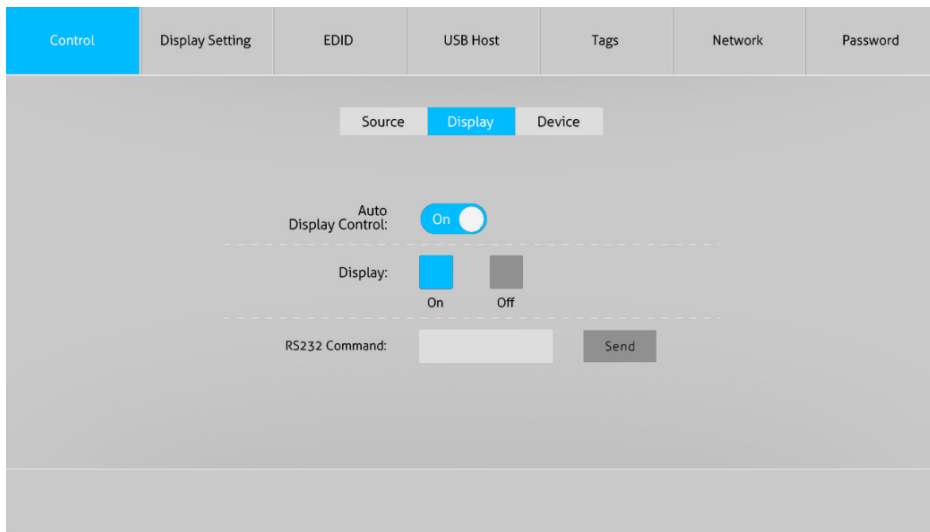 Control Display Setting EDID USB Host Tags Network Password
Source Display Device
Auto
Display Control: On
Display:
On Off
RS232 Command: Send